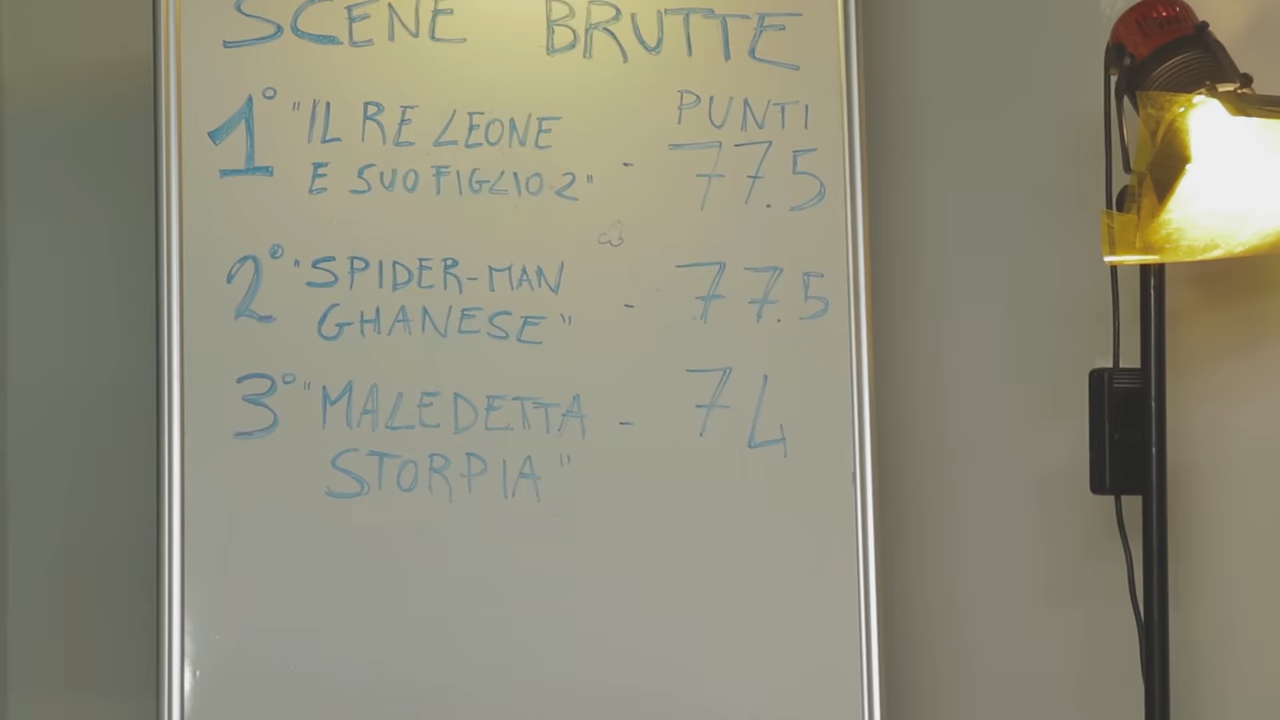 SCENE BRUTTE
PUNTI
1° "IL RE LEONE
E SUO FIGLIO 2" - 77.5
2° "SPIDER-MAN
GHANESE" - 77.5
3° "MALEDETTA - 74
STORPIA"